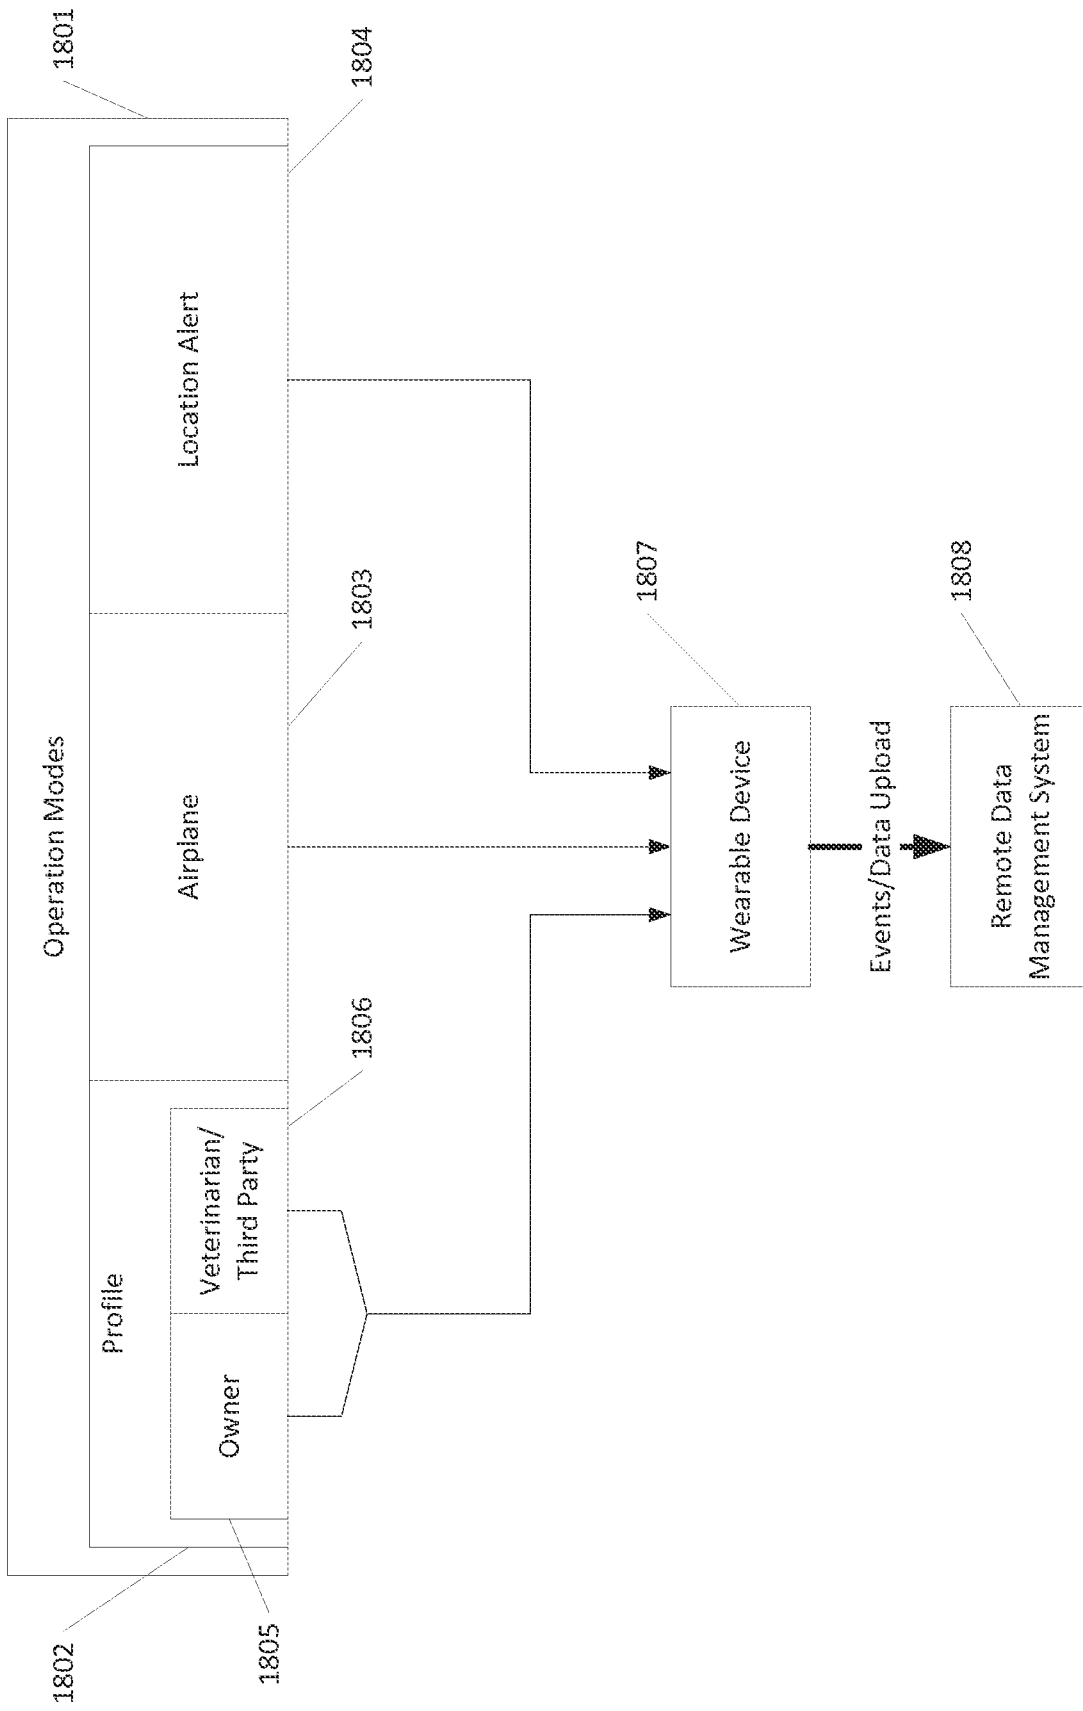 1801
Operation Modes
1802
Profile
Airplane
Location Alert
1804
Owner
Veterinarian/
Third Party
1805
1806
1803
Wearable Device
1807
Events/Data Upload
Remote Data
Management System
1808